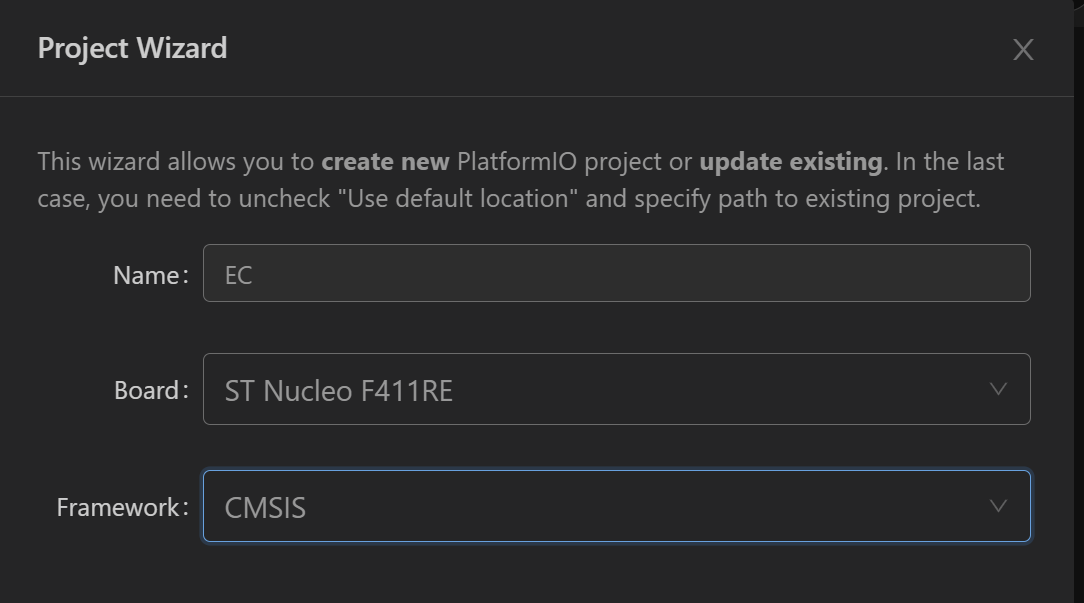 Project Wizard
This wizard allows you to create new PlatformIO project or update existing. In the last
case, you need to uncheck "Use default location" and specify path to existing project.
Name: EC
Board: ST Nucleo F411RE
Framework: CMSIS